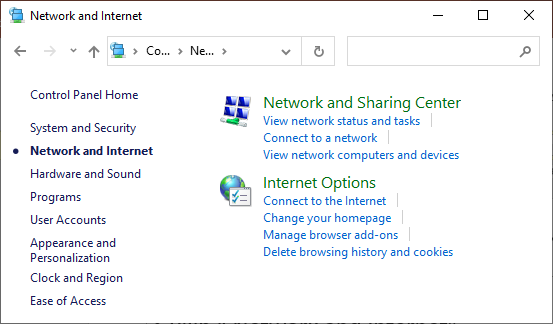 Network and Internet
Co...
Ne...
Control Panel Home
System and Security
Network and Internet
Hardware and Sound
Programs
User Accounts
Appearance and
Personalization
Clock and Region
Ease of Access
Network and Sharing Center
View network status and tasks
Connect to a network
View network computers and devices
Internet Options
Connect to the Internet
Change your homepage
Manage browser add-ons
Delete browsing history and cookies